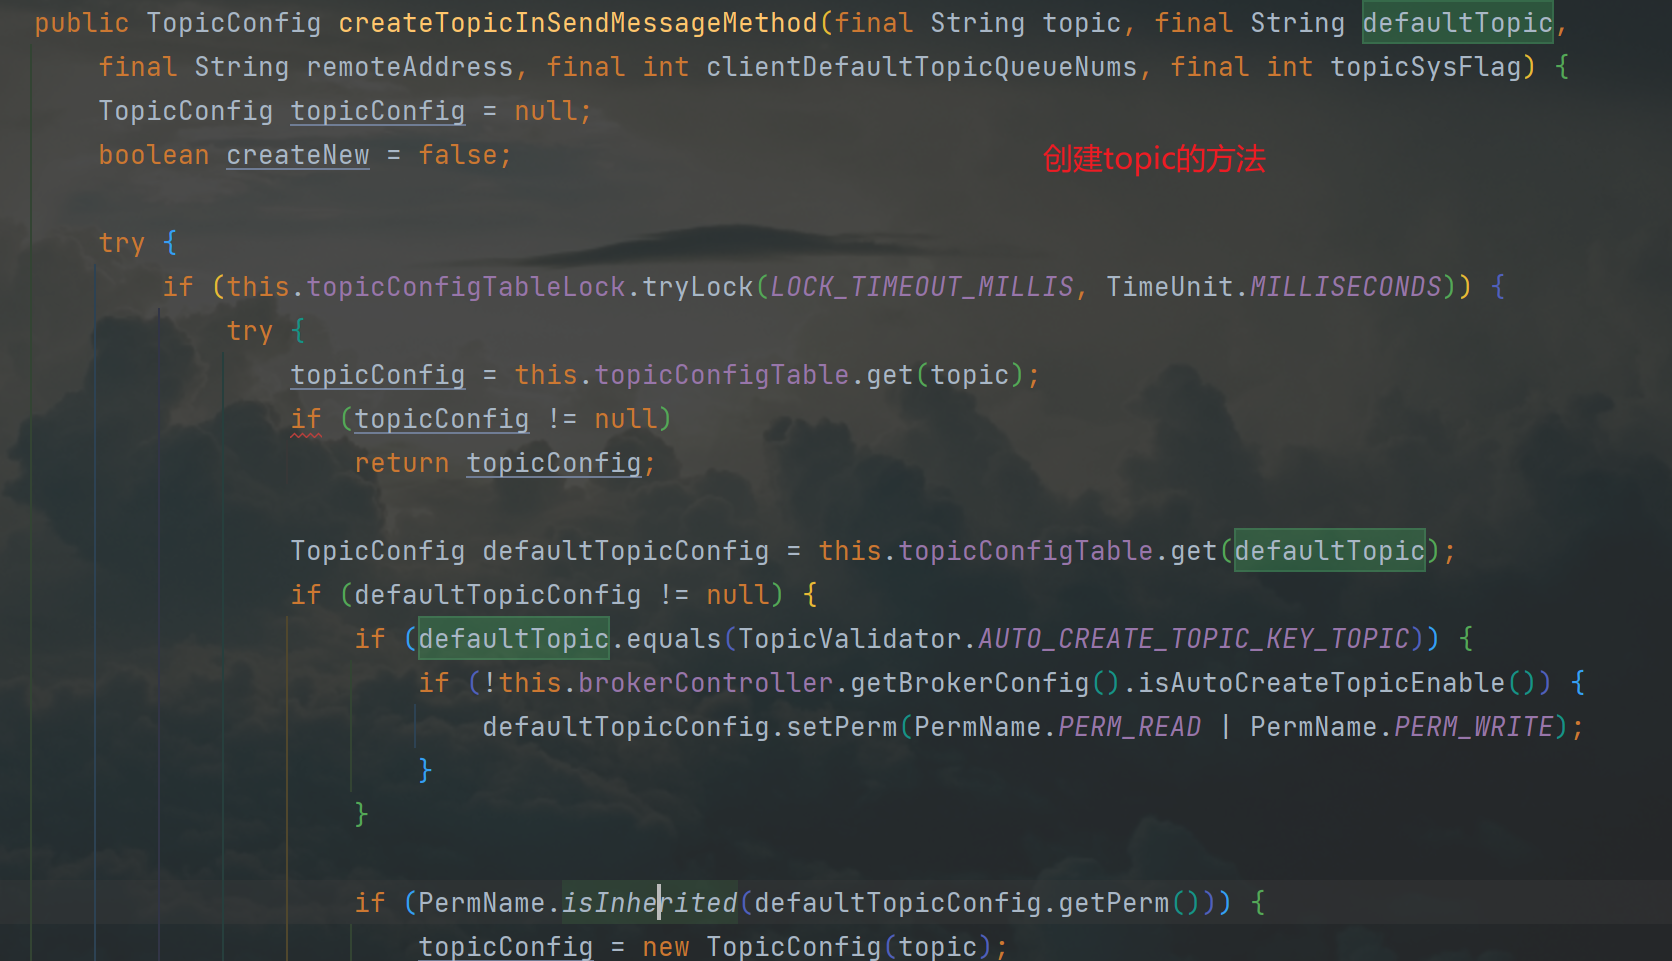 public TopicConfig createTopicInSendMessageMethod(final String topic, final String defaultTopic,
final String remoteAddress, final int clientDefaultTopicQueueNums, final int topicSysFlag) {
TopicConfig topicConfig = null;
boolean createNew = false;
创建topic的方法
try {
if (this.topicConfigTableLock.tryLock(LOCK_TIMEOUT_MILLIS, TimeUnit.MILLISECONDS)) {
try {
topicConfig = this.topicConfigTable.get(topic);
if (topicConfig != null)
return topicConfig;
TopicConfig defaultTopicConfig = this.topicConfigTable.get(defaultTopic);
if (defaultTopicConfig != null) {
if (defaultTopic.equals(TopicValidator.AUTO_CREATE_TOPIC_KEY_TOPIC)) {
if (!this.brokerController.getBrokerConfig().isAutoCreateTopicEnable()) {
defaultTopicConfig.setPerm(PermName.PERM_READ | PermName.PERM_WRITE);
}
}
if (PermName.isInherited(defaultTopicConfig.getPerm())) {
topicConfig = new TopicConfig(topic);